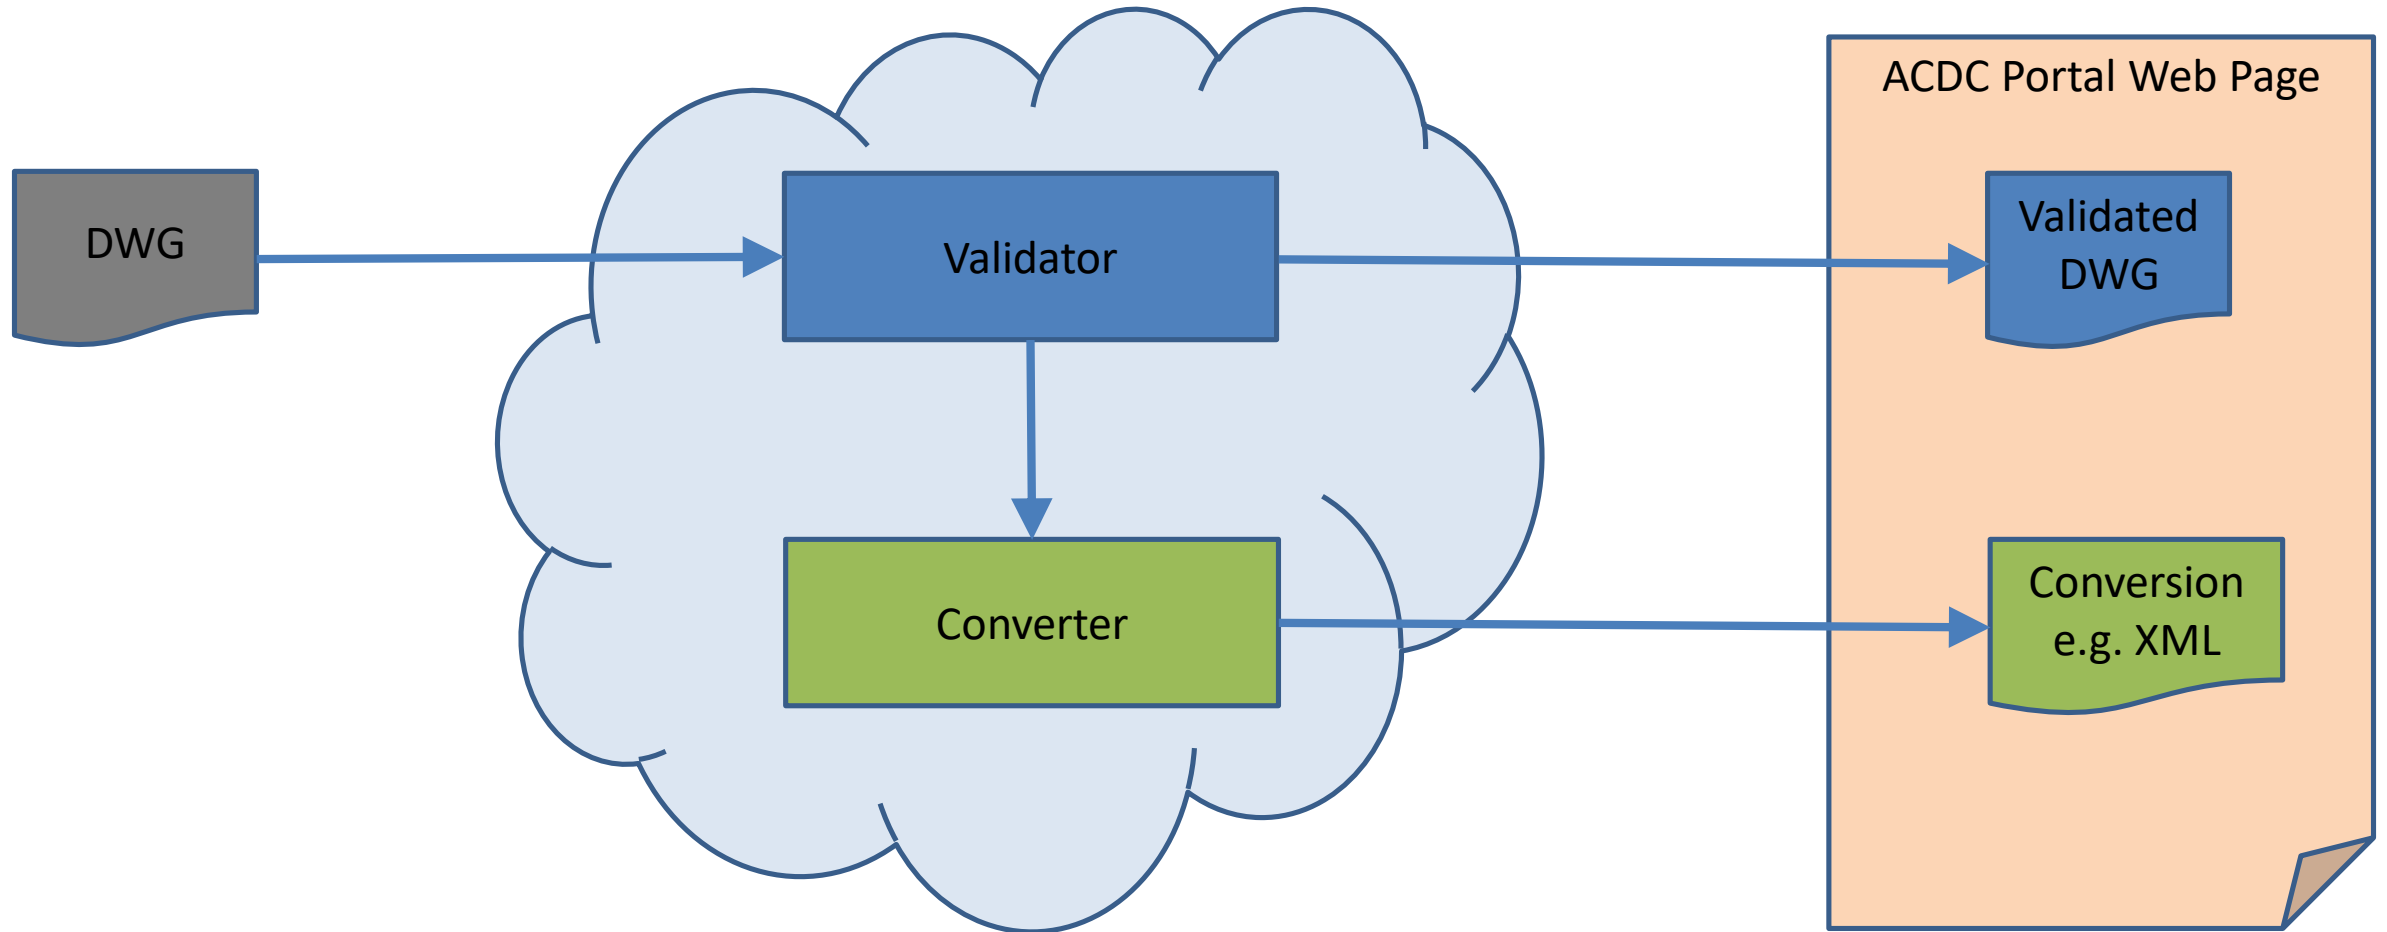 ACDC Portal Web Page
DWG
Validator
Validated
DWG
Converter
Conversion
e.g. XML